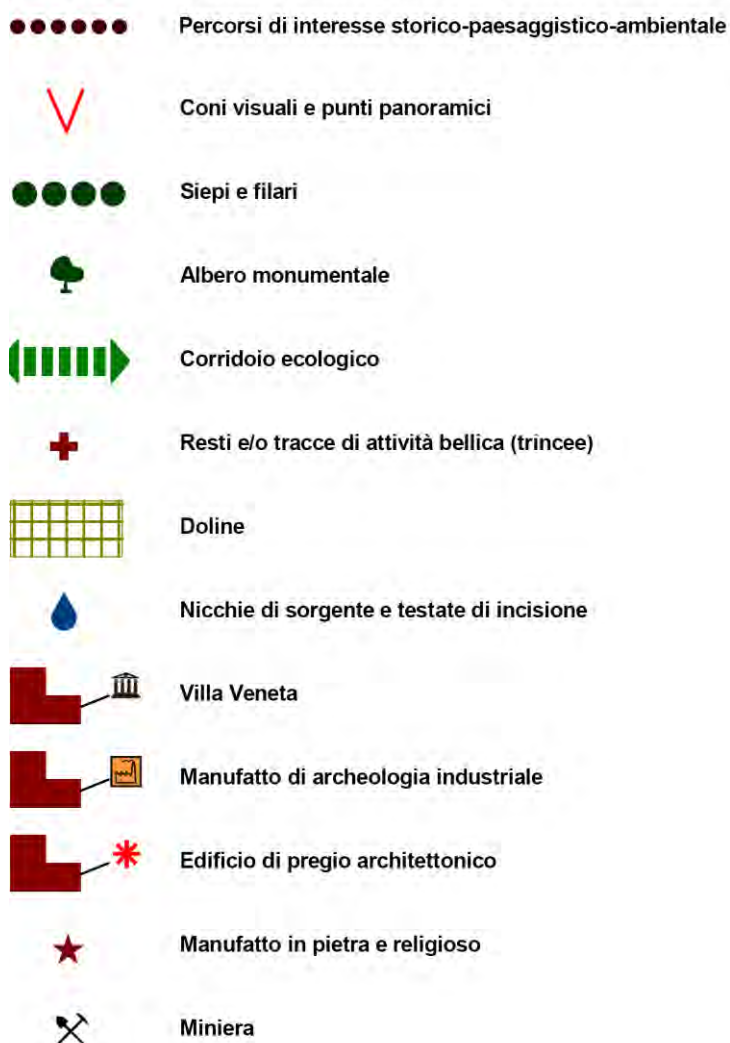 Percorsi di interesse storico-paesaggistico-ambientale
Coni visuali e punti panoramici
Siepi e filari
Albero monumentale
Corridoio ecologico
Resti e/o tracce di attività bellica (trincee)
Doline
Nicchie di sorgente e testate di incisione
Villa Veneta
Manufatto di archeologia industriale
Edificio di pregio architettonico
Manufatto in pietra e religioso
Miniera